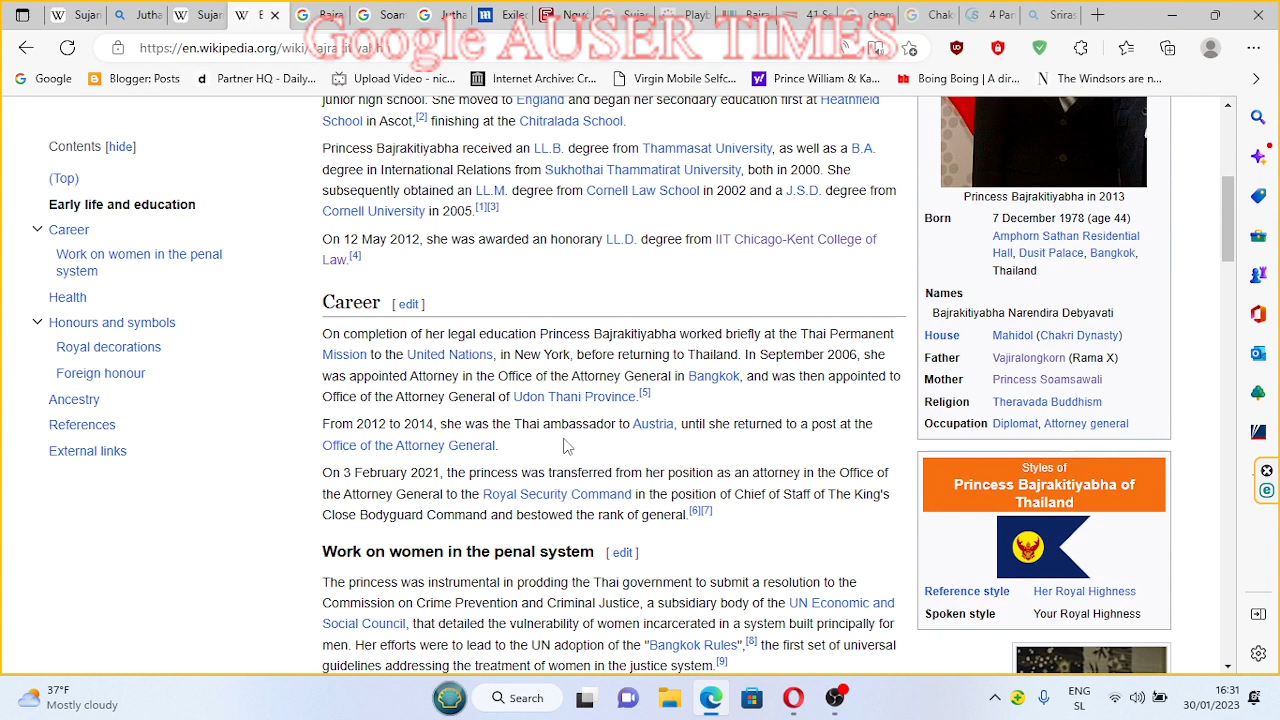 Sujar
Jutha
Sujar
B
Bajra
Soam
Jutha
Exilec
New
Suga
Playb
41 Sa
chem
Chak
4 Par
Sriras
Google AUSER TIMES
https://en.wikipedia.org/wiki/Bajrakitiyabha
Google
Blogger: Posts
Partner HQ - Daily...
Upload Video - nic...
Internet Archive: Cr...
Virgin Mobile Selfc...
Prince William & Ka...
Boing Boing | A dir...
The Windsors are n...
junior high school. She moved to England and began her secondary education first at Heathfield
School in Ascot,[2] finishing at the Chitralada School.
Princess Bajrakitiyabha received an LL.B. degree from Thammasat University, as well as a B.A.
degree in International Relations from Sukhothai Thammatirat University, both in 2000. She
subsequently obtained an LL.M. degree from Cornell Law School in 2002 and a J.S.D. degree from
Cornell University in 2005.[1][3]
On 12 May 2012, she was awarded an honorary LL.D. degree from IIT Chicago-Kent College of
Law.[4]
Career [ edit ]
On completion of her legal education Princess Bajrakitiyabha worked briefly at the Thai Permanent
Mission to the United Nations, in New York, before returning to Thailand. In September 2006, she
was appointed Attorney in the Office of the Attorney General in Bangkok, and was then appointed to
Office of the Attorney General of Udon Thani Province.[5]
From 2012 to 2014, she was the Thai ambassador to Austria, until she returned to a post at the
Office of the Attorney General.
On 3 February 2021, the princess was transferred from her position as an attorney in the Office of
the Attorney General to the Royal Security Command in the position of Chief of Staff of The King's
Close Bodyguard Command and bestowed the rank of general.[6][7]
Work on women in the penal system [ edit ]
The princess was instrumental in prodding the Thai government to submit a resolution to the
Commission on Crime Prevention and Criminal Justice, a subsidiary body of the UN Economic and
Social Council, that detailed the vulnerability of women incarcerated in a system built principally for
men. Her efforts were to lead to the UN adoption of the "Bangkok Rules",[8] the first set of universal
guidelines addressing the treatment of women in the justice system.[9]
Contents [hide]
(Top)
Early life and education
Career
Work on women in the penal
system
Health
Honours and symbols
Royal decorations
Foreign honour
Ancestry
References
External links
Princess Bajrakitiyabha in 2013
Born 7 December 1978 (age 44)
Amphorn Sathan Residential
Hall, Dusit Palace, Bangkok,
Thailand
Names
Bajrakitiyabha Narendira Debyavati
House Mahidol (Chakri Dynasty)
Father Vajiralongkorn (Rama X)
Mother Princess Soamsawali
Religion Theravada Buddhism
Occupation Diplomat, Attorney general
Styles of
Princess Bajrakitiyabha of
Thailand
Reference style Her Royal Highness
Spoken style Your Royal Highness
37°F
Mostly cloudy
Search
ENG
SL
16:31
30/01/2023